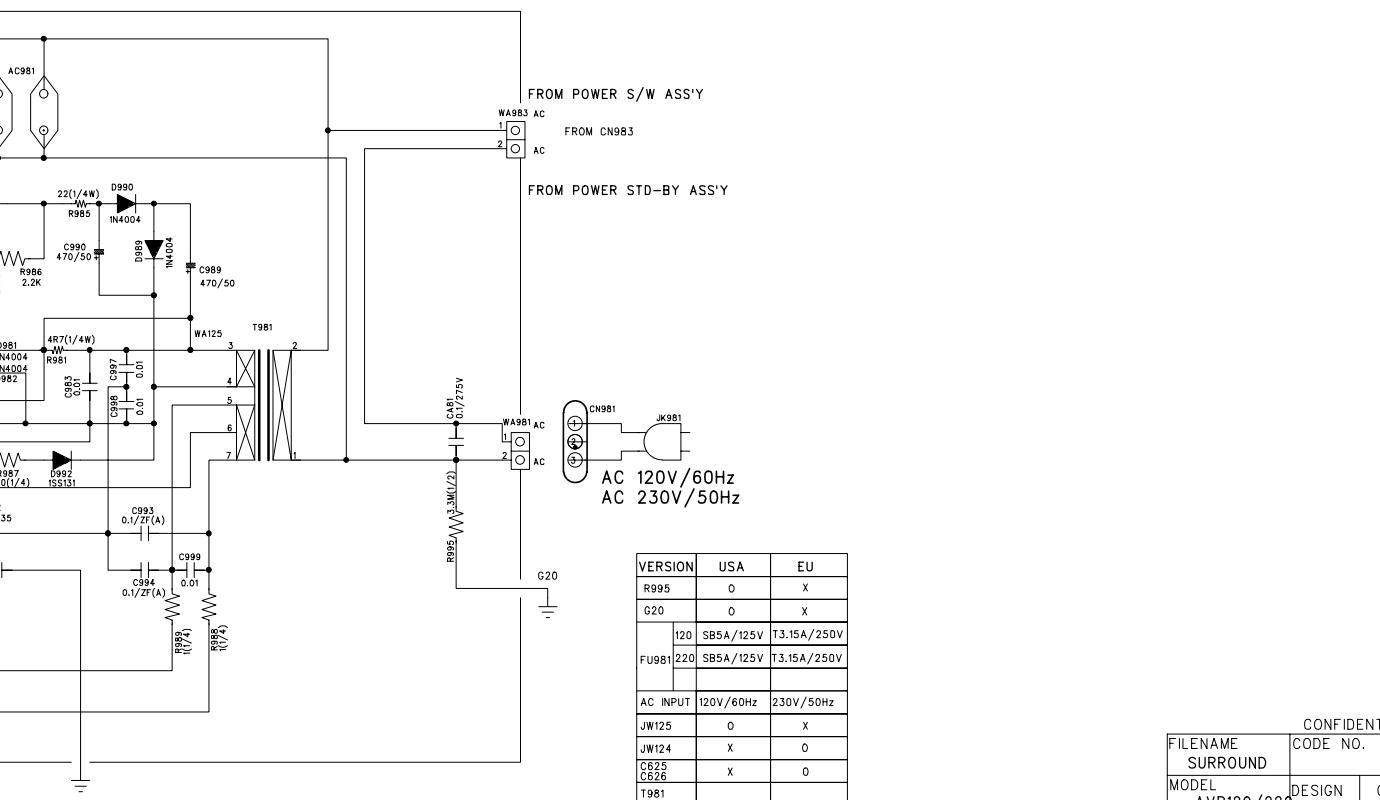 AC981
FROM POWER S/W ASS'Y
WA983 AC
1
FROM CN983
2
AC
FROM POWER STD-BY ASS'Y
22(1/4W)
R985
D990
1N4004
C990
470/50
D989
1N4004
C989
470/50
R986
2.2K
WA125
T981
4R7(1/4W)
R981
N4004
N4004
C983
0.01
C997
0.01
C998
0.01
3
4
5
6
7
2
1
CA81
0.1/275V
WA981 AC
1
2
AC
CN981
1
2
3
JK981
AC 120V/60Hz
AC 230V/50Hz
D992
1SS131
3.3M(1/2)
R995
G20
C993
0.1/ZF(A)
C994
0.1/ZF(A)
C999
0.01
R989
1(1/4)
R988
1(1/4)
35
VERSION USA EU
R995 O X
G20 O X
FU981
120 SB5A/125V T3.15A/250V
220 SB5A/125V T3.15A/250V
AC INPUT 120V/60Hz 230V/50Hz
JW125 O X
JW124 X O
C625
C626 X O
T981
FILENAME
SURROUND
CODE NO.
MODEL
DESIGN